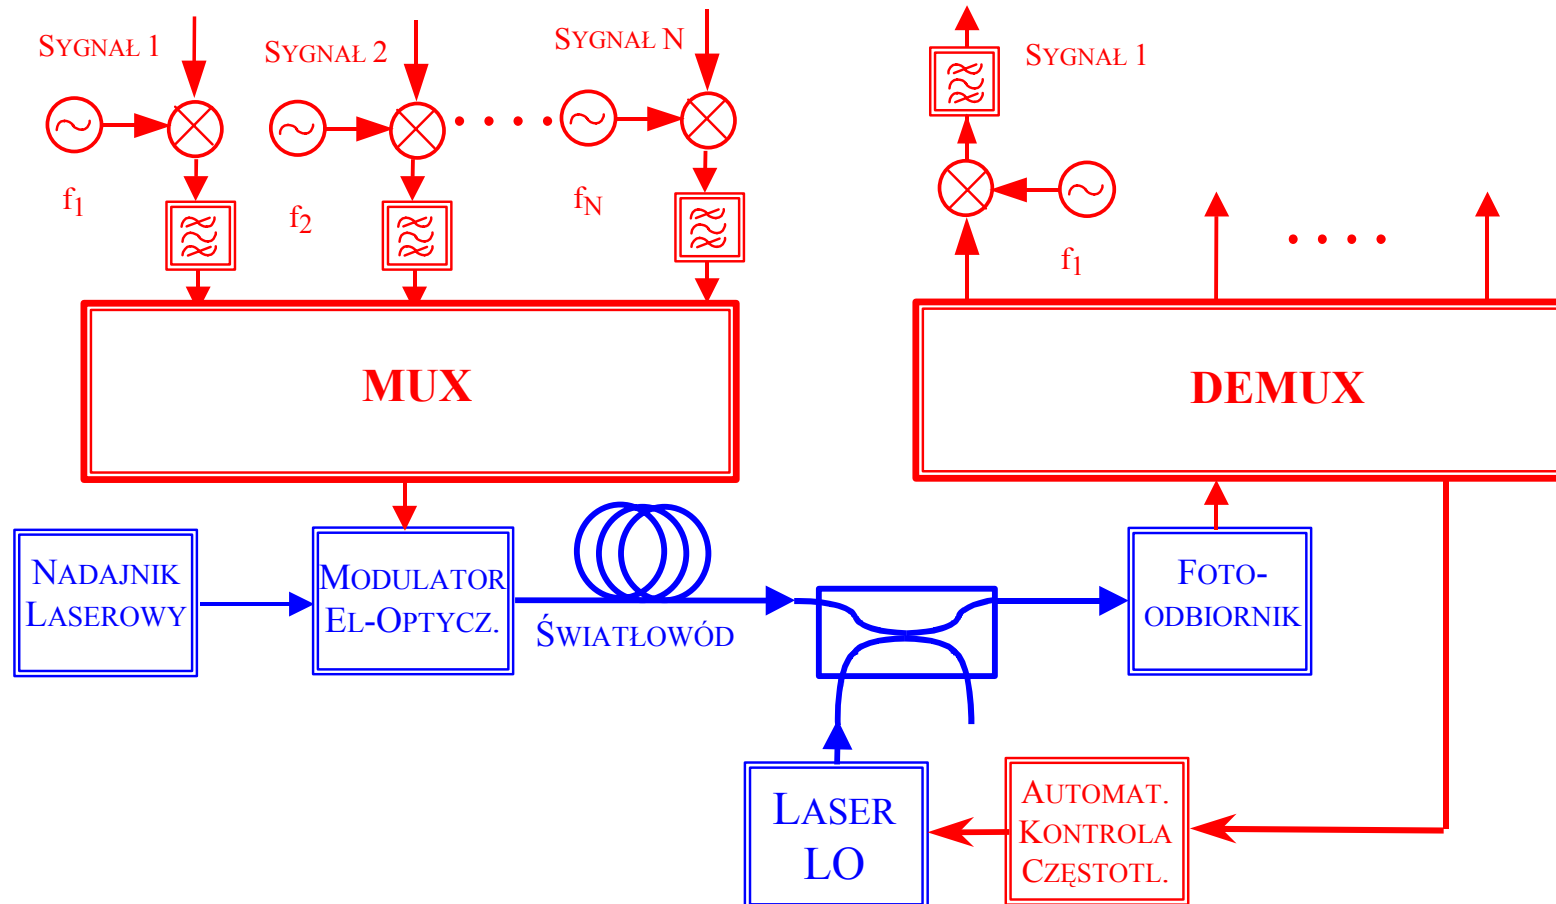 SYGNAŁ 1
SYGNAŁ 2
SYGNAŁ N
SYGNAŁ 1
f1
f2
fN
f1
MUX
DEMUX
NADAJNIK
LASEROWY
MODULATOR
EL-OPTYCZ.
ŚWIATŁOWÓD
FOTO-
ODBIORNIK
LASER
LO
AUTOMAT.
KONTROLA
CZĘSTOTL.